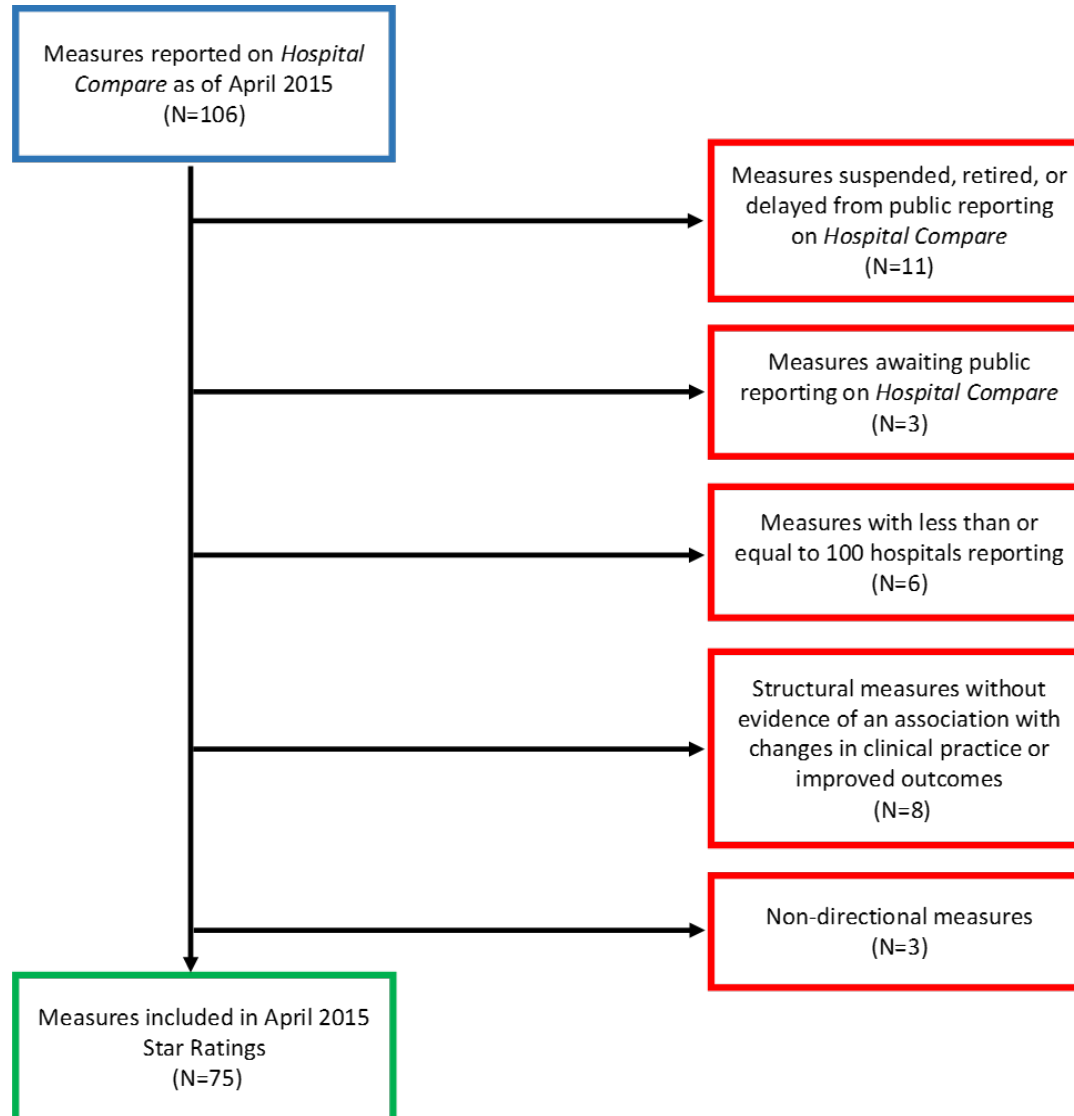 Measures reported on Hospital
Compare as of April 2015
(N=106)
Measures suspended, retired, or
delayed from public reporting
on Hospital Compare
(N=11)
Measures awaiting public
reporting on Hospital Compare
(N=3)
Measures with less than or
equal to 100 hospitals reporting
(N=6)
Structural measures without
evidence of an association with
changes in clinical practice or
improved outcomes
(N=8)
Non-directional measures
(N=3)
Measures included in April 2015
Star Ratings
(N=75)